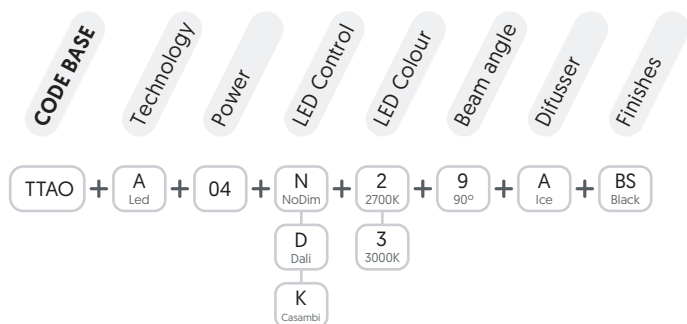 CODE BASE
Technology
Power
LED Control
LED Colour
Beam angle
Difusser
Finishes
TTAO + A + 04 + N + 2 + 9 + A + BS
Led NoDim 2700K 90º Ice Black
D 3
Dali 3000K
K
Casambi